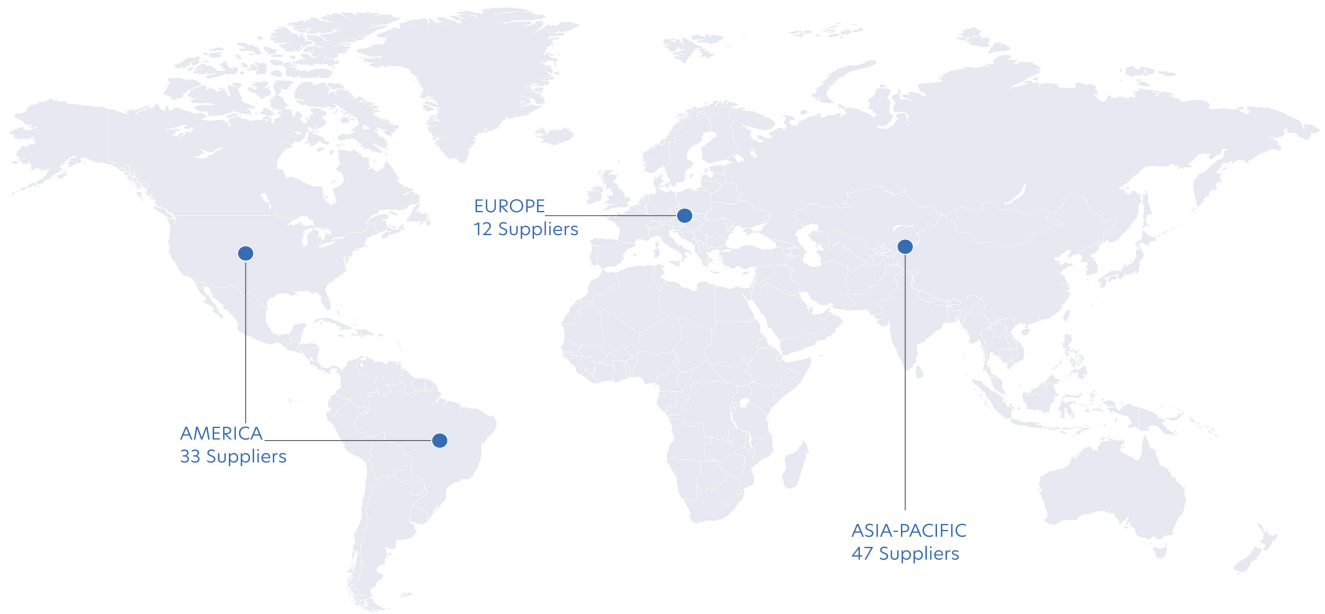 EUROPE
12 Suppliers
AMERICA
33 Suppliers
ASIA-PACIFIC
47 Suppliers